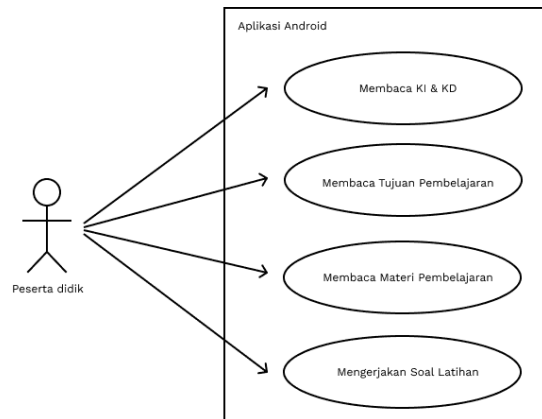 Aplikasi Android
Membaca KI & KD
Membaca Tujuan Pembelajaran
Membaca Materi Pembelajaran
Mengerjakan Soal Latihan
Peserta didik